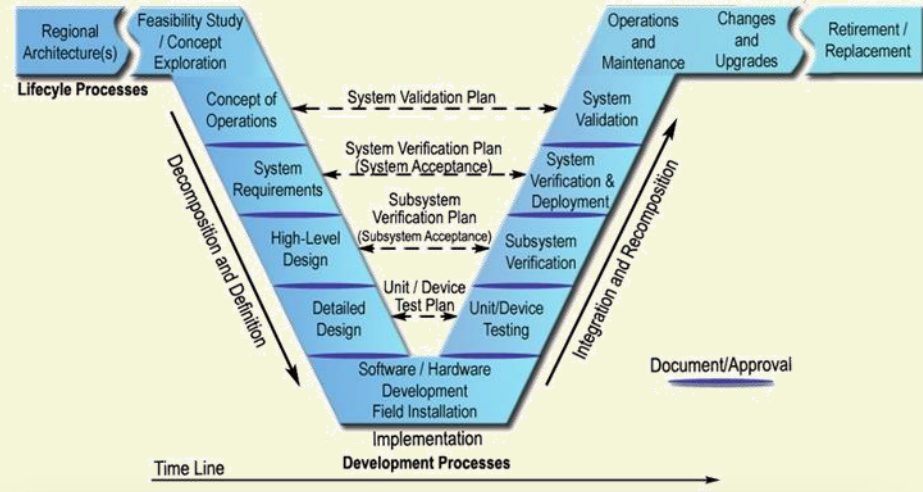 Regional
Architecture(s)
Feasibility Study
/ Concept
Exploration
Operations
and
Maintenance
Changes
and
Upgrades
Retirement /
Replacement
Lifecyle Processes
Concept of
Operations
System Validation Plan
System
Validation
System
Requirements
System Verification Plan
(System Acceptance)
System
Verification &
Deployment
High-Level
Design
Subsystem
Verification Plan
(Subsystem Acceptance)
Subsystem
Verification
Detailed
Design
Unit / Device
Test Plan
Unit/Device
Testing
Decomposition and Definition
Integration and Recomposition
Software / Hardware
Development
Field Installation
Document/Approval
Implementation
Development Processes
Time Line